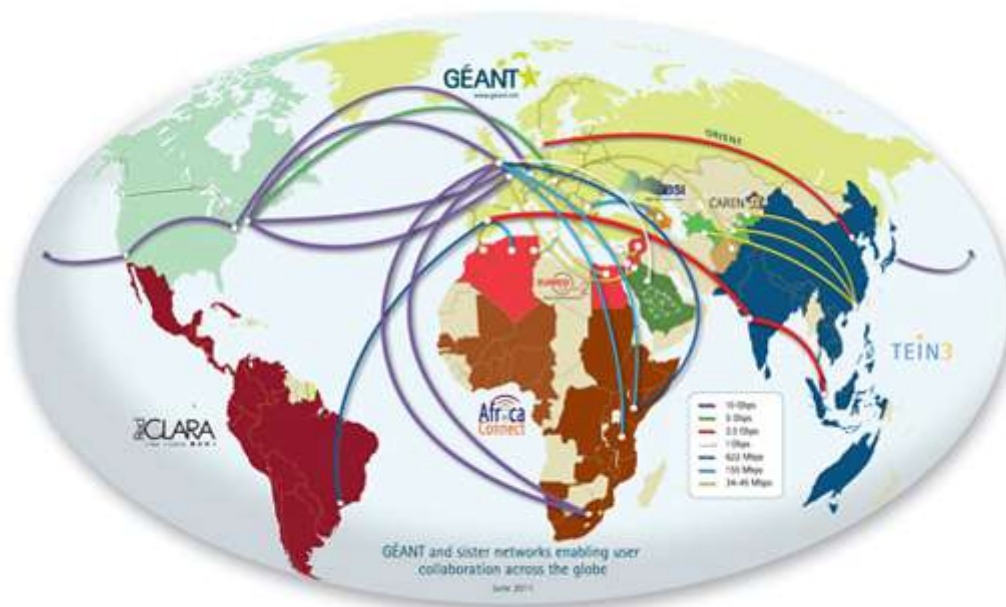 GÉANT
www.geant.net
ORIENT
CAREN
TEIN3
CLARA
Africa
Connect
10 Gbps
5 Gbps
2.5 Gbps
1 Gbps
622 Mbps
155 Mbps
34-45 Mbps
GÉANT and sister networks enabling user
collaboration across the globe
June 2011